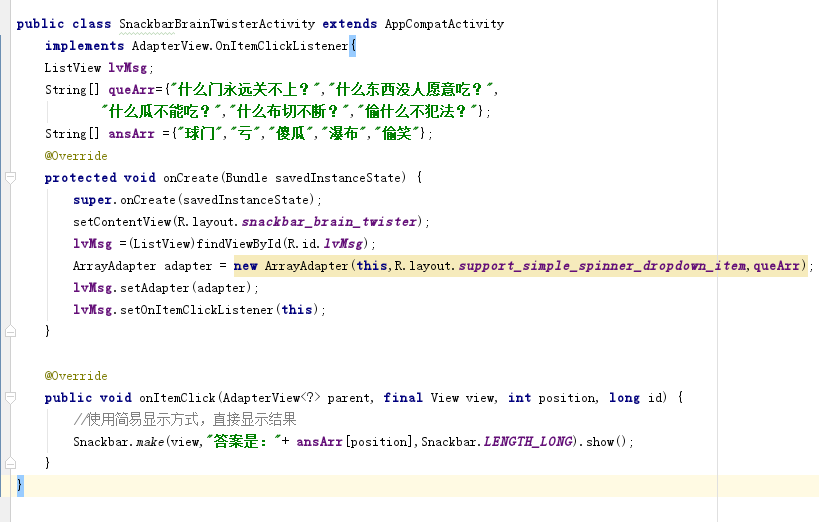 public class SnackbarBrainTwisterActivity extends AppCompatActivity
implements AdapterView.OnItemClickListener{
ListView lvMsg;
String[] queArr={"什么门永远关不上？","什么东西没人愿意吃？",
"什么瓜不能吃？","什么布切不断？","偷什么不犯法？"};
String[] ansArr ={"球门","亏","傻瓜","瀑布","偷笑"};
@Override
protected void onCreate(Bundle savedInstanceState) {
super.onCreate(savedInstanceState);
setContentView(R.layout.snackbar_brain_twister);
lvMsg =(ListView)findViewById(R.id.lvMsg);
ArrayAdapter adapter = new ArrayAdapter(this,R.layout.support_simple_spinner_dropdown_item,queArr);
lvMsg.setAdapter(adapter);
lvMsg.setOnItemClickListener(this);
}
@Override
public void onItemClick(AdapterView<?> parent, final View view, int position, long id) {
//使用简易显示方式，直接显示结果
Snackbar.make(view,"答案是："+ ansArr[position],Snackbar.LENGTH_LONG).show();
}
}